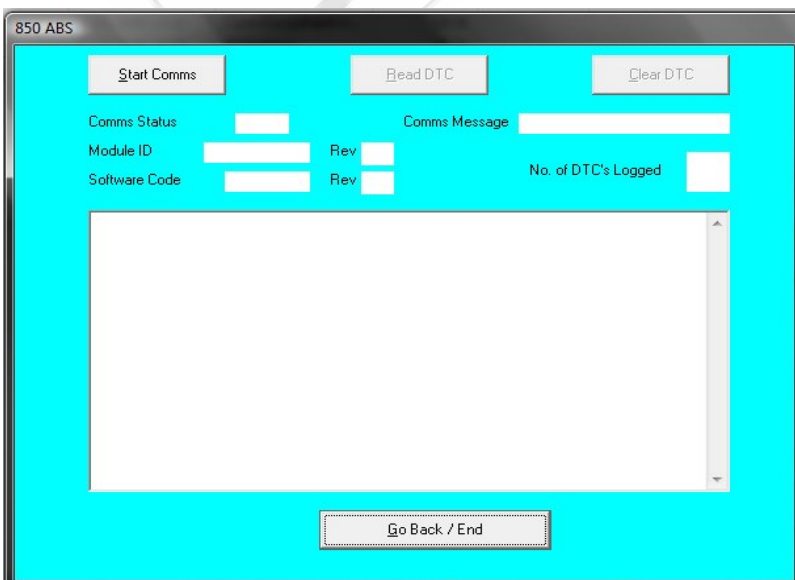 850 ABS
Start Comms Read DTC Clear DTC
Comms Status Comms Message
Module ID Rev
Software Code Rev No. of DTC's Logged
Go Back / End